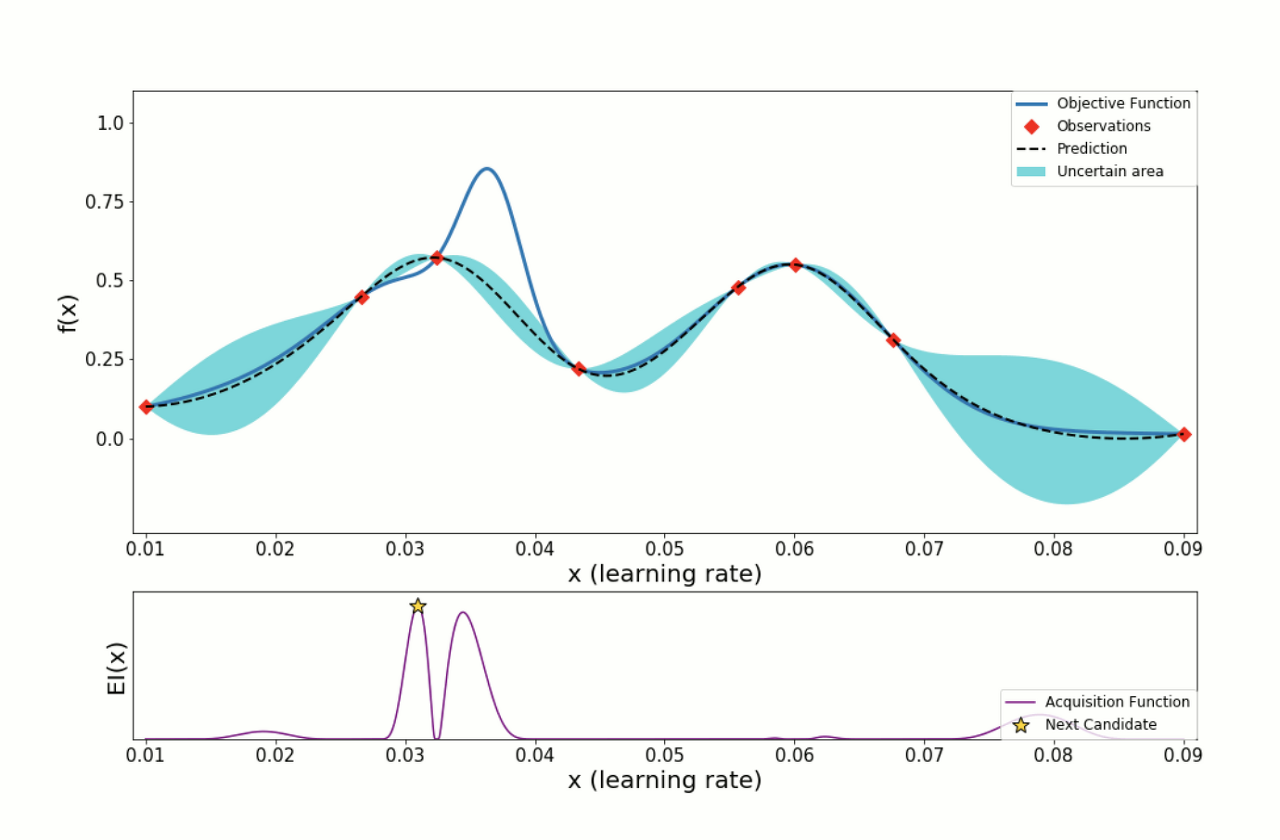 Objective Function
Observations
Prediction
Uncertain area
1.0
0.75
0.5
0.25
0.0
f(x)
0.01 0.02 0.03 0.04 0.05 0.06 0.07 0.08 0.09
x (learning rate)
EI(x)
Acquisition Function
Next Candidate
0.01 0.02 0.03 0.04 0.05 0.06 0.07 0.08 0.09
x (learning rate)